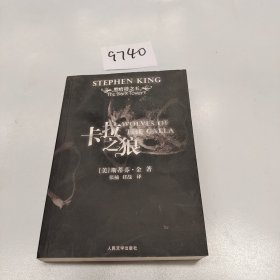 9740
STEPHEN KING
黑暗塔之五
The Dark Tower V
WOLVES OF
THE CALLA
卡拉
之狼
[美]斯蒂芬·金 著
译
人民文学出版社